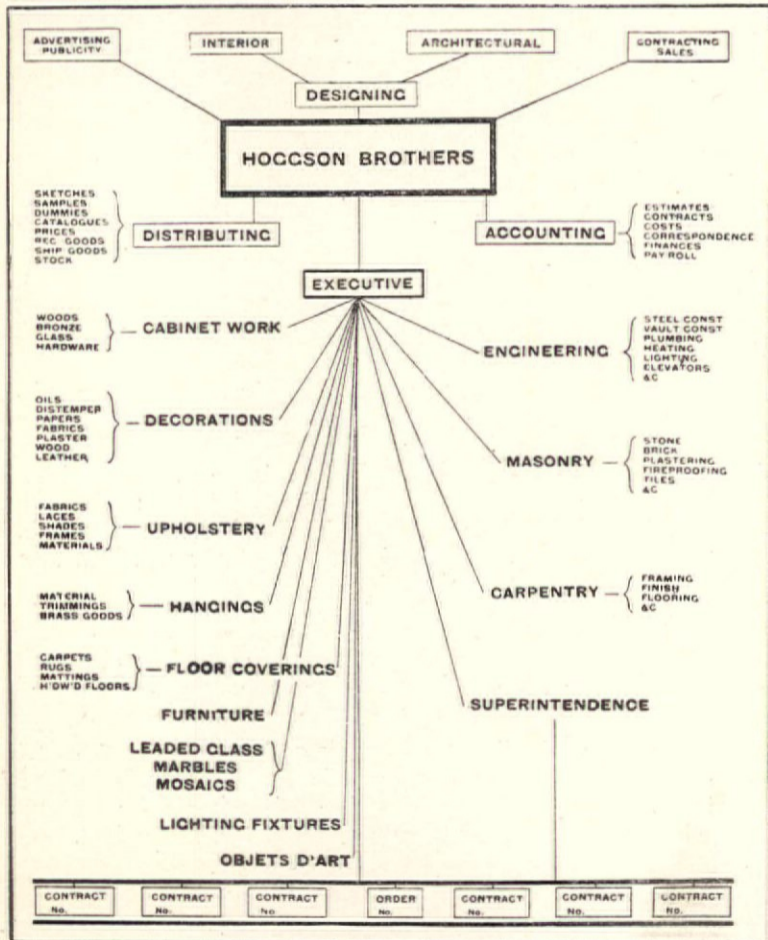 ADVERTISING
PUBLICITY
INTERIOR
ARCHITECTURAL
CONTRACTING
SALES
DESIGNING
HOGGSON BROTHERS
SKETCHES
SAMPLES
DUMMIES
CATALOGUES
PRICES
REC. GOODS
SHIP GOODS
STOCK
DISTRIBUTING
ACCOUNTING
ESTIMATES
CONTRACTS
COSTS
CORRESPONDENCE
FINANCES
PAY ROLL
EXECUTIVE
WOODS
BRONZE
GLASS
HARDWARE
CABINET WORK
ENGINEERING
STEEL CONST
VAULT CONST
PLUMBING
HEATING
LIGHTING
ELEVATORS
&C
OILS
DISTEMPER
PAPERS
FABRICS
PLASTER
WOOD
LEATHER
DECORATIONS
MASONRY
STONE
BRICK
PLASTERING
FIREPROOFING
TILES
&C
FABRICS
LACES
SHADES
FRAMES
MATERIALS
UPHOLSTERY
MATERIAL
TRIMMINGS
BRASS GOODS
HANGINGS
CARPENTRY
FRAMING
FINISH
FLOORING
&C
CARPETS
RUGS
MATTINGS
H'DW'D FLOORS
FLOOR COVERINGS
FURNITURE
SUPERINTENDENCE
LEADED GLASS
MARBLES
MOSAICS
LIGHTING FIXTURES
OBJETS D'ART
CONTRACT
No.
CONTRACT
No.
CONTRACT
No
ORDER
No.
CONTRACT
No.
CONTRACT
No.
CONTRACT
No.